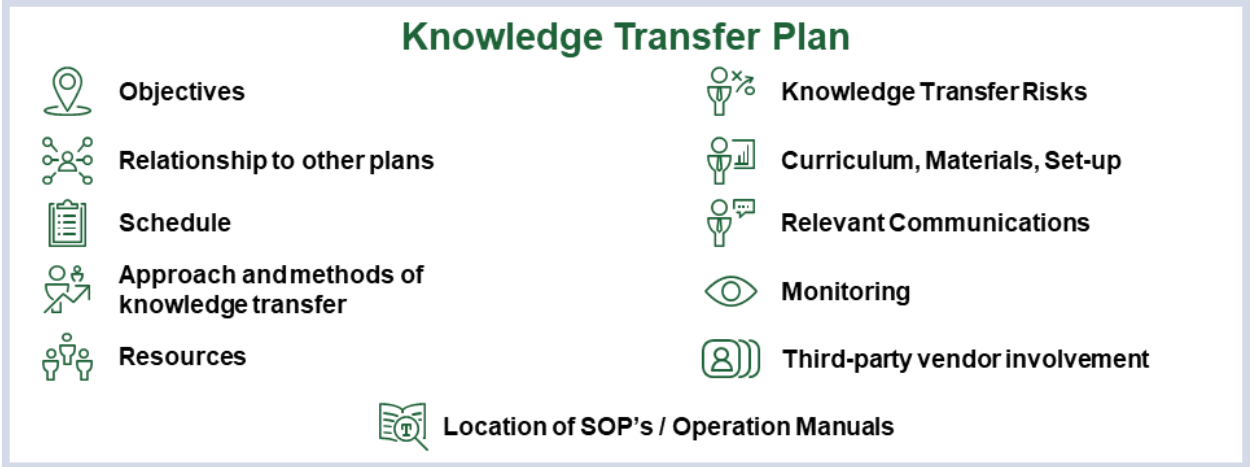 Knowledge Transfer Plan
Objectives
Relationship to other plans
Schedule
Approach and methods of
knowledge transfer
Resources
Knowledge Transfer Risks
Curriculum, Materials, Set-up
Relevant Communications
Monitoring
Third-party vendor involvement
T
Location of SOP's / Operation Manuals